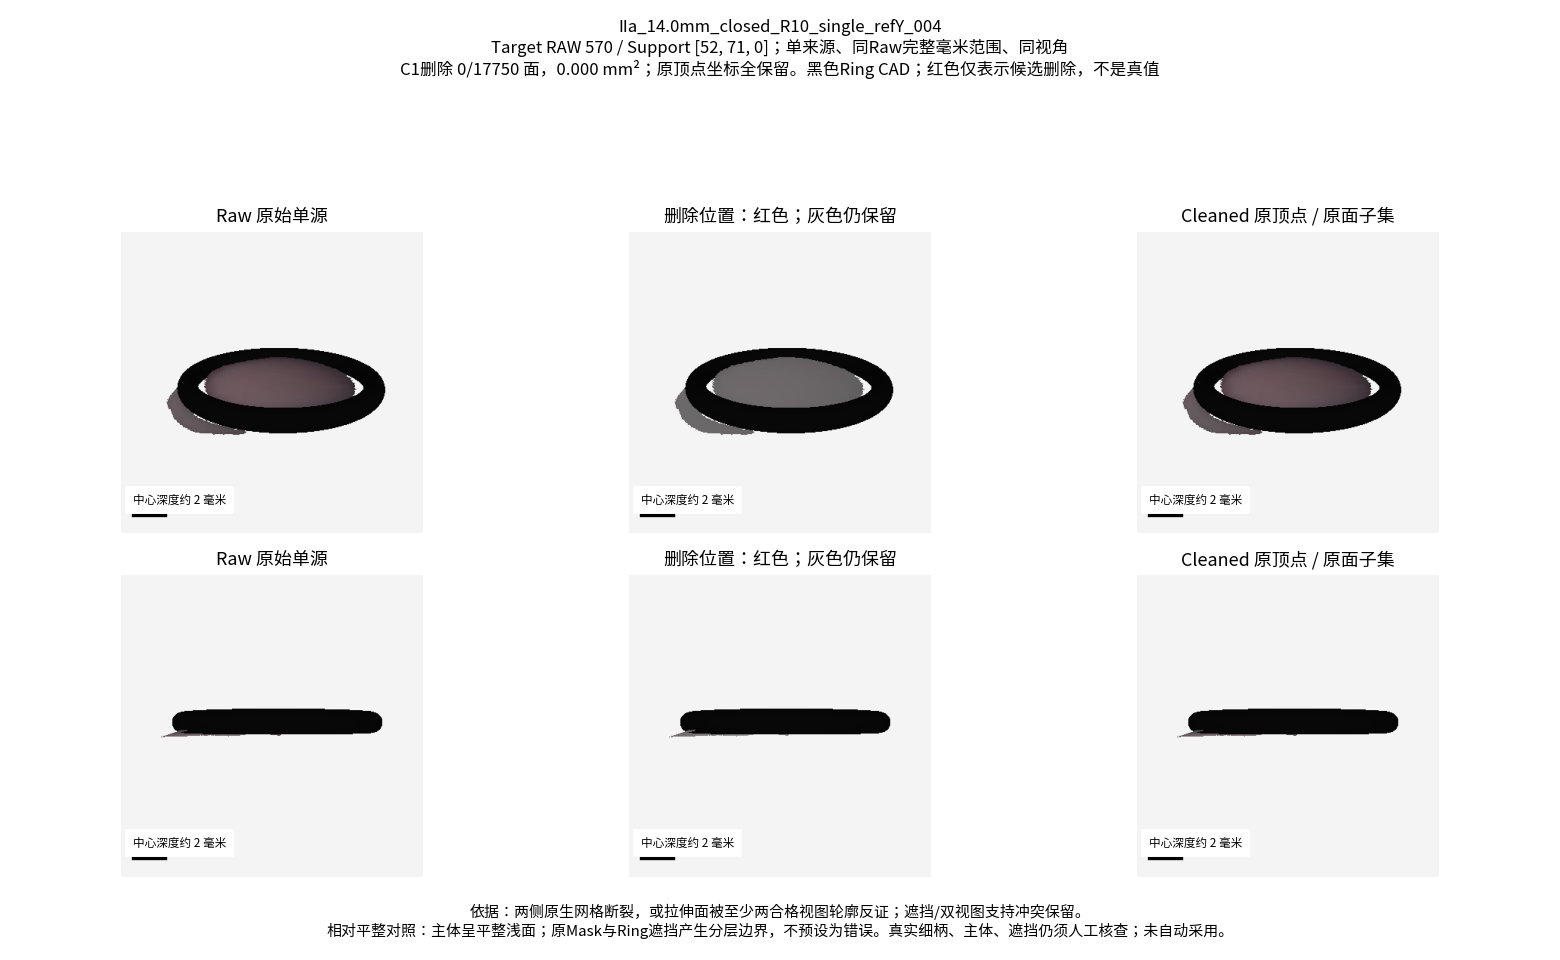 IIa_14.0mm_closed_R10_single_refY_004
Target RAW 570 / Support [52, 71, 0]；单来源、同Raw完整毫米范围、同视角
C1删除 0/17750 面，0.000 mm²；原顶点坐标全保留。黑色Ring CAD；红色仅表示候选删除，不是真值
Raw 原始单源
删除位置：红色；灰色仍保留
Cleaned 原顶点 / 原面子集
中心深度约 2 毫米
中心深度约 2 毫米
中心深度约 2 毫米
Raw 原始单源
删除位置：红色；灰色仍保留
Cleaned 原顶点 / 原面子集
中心深度约 2 毫米
中心深度约 2 毫米
中心深度约 2 毫米
依据：两侧原生网格断裂，或拉伸面被至少两合格视图轮廓反证；遮挡/双视图支持冲突保留。
相对平整对照：主体呈平整浅面；原Mask与Ring遮挡产生分层边界，不预设为错误。真实细柄、主体、遮挡仍须人工核查；未自动采用。